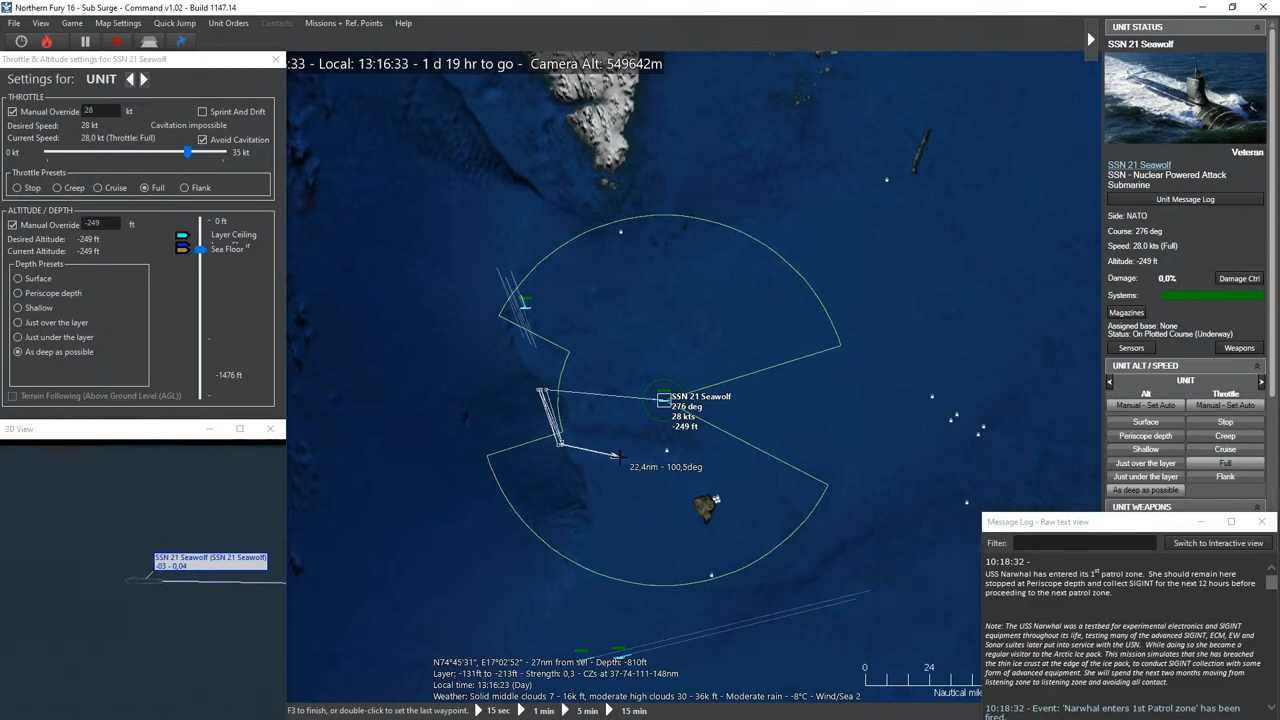 Northern Fury 16 - Sub Surge - Command v1.02 - Build 1147.14
File View Game Map Settings Quick Jump Unit Orders Contacts Missions + Ref. Points Help
Throttle & Altitude settings for: SSN 21 Seawolf
Settings for: UNIT
THROTTLE
Manual Override 28 kt Sprint And Drift
Desired Speed: 28 kt Cavitation impossible
Current Speed: 28,0 kt (Throttle: Full) Avoid Cavitation
0 kt 35 kt
Throttle Presets
Stop Creep Cruise Full Flank
ALTITUDE / DEPTH
Manual Override -249 ft
Desired Altitude: -249 ft
Current Altitude: -249 ft
0 ft
Layer Ceiling
Sea Floor
Depth Presets
Surface
Periscope depth
Shallow
Just over the layer
Just under the layer
As deep as possible
-1476 ft
Terrain Following (Above Ground Level (AGL))
3D View
SSN 21 Seawolf (SSN 21 Seawolf)
-03 - 0,04
:33 - Local: 13:16:33 - 1 d 19 hr to go - Camera Alt: 549642m
SSN 21 Seawolf
276 deg
28 kts
-249 ft
22,4nm - 100,5deg
N74°45'31", E17°02'52" - 27nm from sel - Depth: -810ft
Layer: -131ft to -213ft - Strength: 0,3 - CZs at 37-74-111-148nm
Local time: 13:16:23 (Day)
Weather: Solid middle clouds 7 - 16k ft, moderate high clouds 30 - 36k ft - Moderate rain - -8°C - Wind/Sea 2
0 24
Nautical mile
F3 to finish, or double-click to set the last waypoint. 15 sec 1 min 5 min 15 min
UNIT STATUS
SSN 21 Seawolf
Veteran
SSN 21 Seawolf
SSN - Nuclear Powered Attack
Submarine
Unit Message Log
Side: NATO
Course: 276 deg
Speed: 28,0 kts (Full)
Altitude: -249 ft
Damage: 0,0% Damage Ctrl
Systems:
Magazines
Assigned base: None
Status: On Plotted Course (Underway)
Sensors Weapons
UNIT ALT / SPEED
UNIT
Alt Throttle
Manual - Set Auto Manual - Set Auto
Surface Stop
Periscope depth Creep
Shallow Cruise
Just over the layer Full
Just under the layer Flank
As deep as possible
UNIT WEAPONS
Message Log - Raw text view
Filter: Switch to Interactive view
10:18:32 -
USS Narwhal has entered its 1st patrol zone. She should remain here
stopped at Periscope depth and collect SIGINT for the next 12 hours before
proceeding to the next patrol zone.
Note: The USS Narwhal was a testbed for experimental electronics and SIGINT
equipment throughout its life, testing many of the advanced SIGINT, ECM, EW and
Sonar suites later put into service with the USN. While doing so she became a
regular visitor to the Arctic Ice pack. This mission simulates that she has Breached
the thin ice crust at the edge of the ice pack, to conduct SIGINT collection with some
form of advanced equipment. She will spend the next two months moving from
listening zone to listening zone and avoiding all contact.
10:18:32 - Event: 'Narwhal enters 1st Patrol zone' has been
fired.